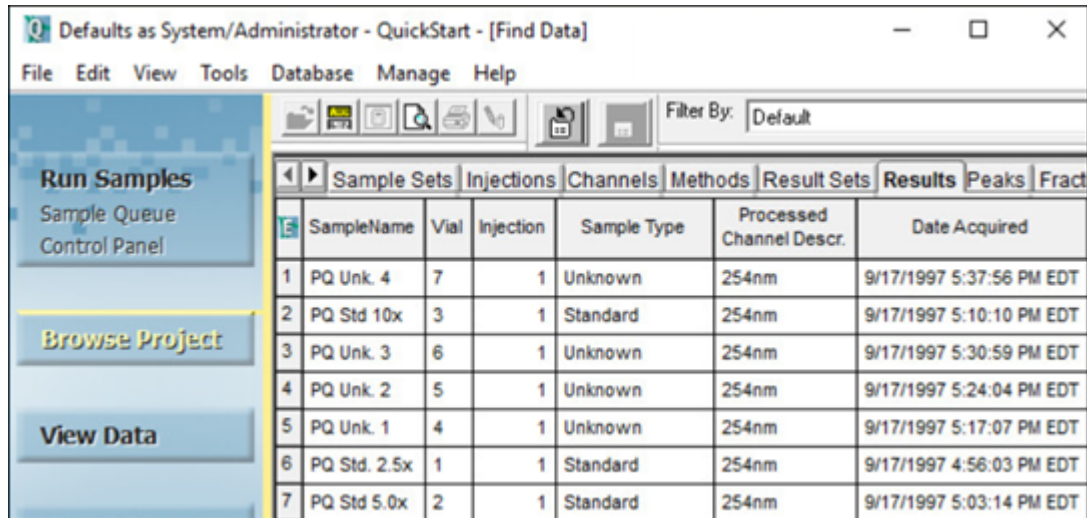 Defaults as System/Administrator - QuickStart - [Find Data]
File Edit View Tools Database Manage Help
Filter By: Default
Run Samples
Sample Queue
Control Panel
Browse Project
View Data
Sample Sets Injections Channels Methods Result Sets Results Peaks Fract
SampleName Vial Injection Sample Type Processed Channel Descr. Date Acquired
1 PQ Unk. 4 7 1 Unknown 254nm 9/17/1997 5:37:56 PM EDT
2 PQ Std 10x 3 1 Standard 254nm 9/17/1997 5:10:10 PM EDT
3 PQ Unk. 3 6 1 Unknown 254nm 9/17/1997 5:30:59 PM EDT
4 PQ Unk. 2 5 1 Unknown 254nm 9/17/1997 5:24:04 PM EDT
5 PQ Unk. 1 4 1 Unknown 254nm 9/17/1997 5:17:07 PM EDT
6 PQ Std. 2.5x 1 1 Standard 254nm 9/17/1997 4:56:03 PM EDT
7 PQ Std 5.0x 2 1 Standard 254nm 9/17/1997 5:03:14 PM EDT